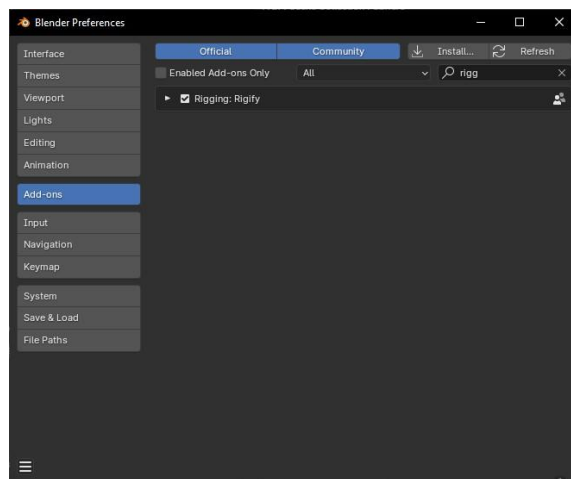 Blender Preferences
Interface
Themes
Viewport
Lights
Editing
Animation
Add-ons
Input
Navigation
Keymap
System
Save & Load
File Paths
Official Community Install... Refresh
Enabled Add-ons Only All rigg
Rigging: Rigify